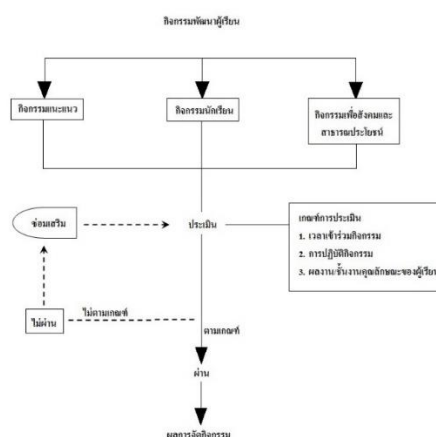 กิจกรรมพัฒนาผู้เรียน
กิจกรรมแนะแนว
กิจกรรมนักเรียน
กิจกรรมเพื่อสังคมและ
สาธารณประโยชน์
ซ่อมเสริม
ประเมิน
เกณฑ์การประเมิน
1. เวลาเข้าร่วมกิจกรรม
2. การปฏิบัติกิจกรรม
3. ผลงาน/ชิ้นงานคุณลักษณะของผู้เรียน
ไม่ผ่าน
ไม่ตามเกณฑ์
ตามเกณฑ์
ผ่าน
ผลการจัดกิจกรรม